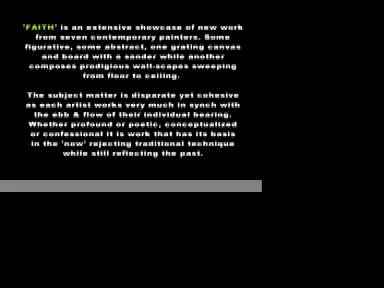 'FAITH' is an extensive showcase of new work
from seven contemporary painters. Some
figurative, some abstract, one grating canvas
and board with a sander while another
composes prodigious wall-scapes sweeping
from floor to ceiling.
The subject matter is disparate yet cohesive
as each artist works very much in synch with
the ebb & flow of their individual bearing.
Whether profound or poetic, conceptualized
or confessional it is work that has its basis
in the 'now' rejecting traditional technique
while still reflecting the past.